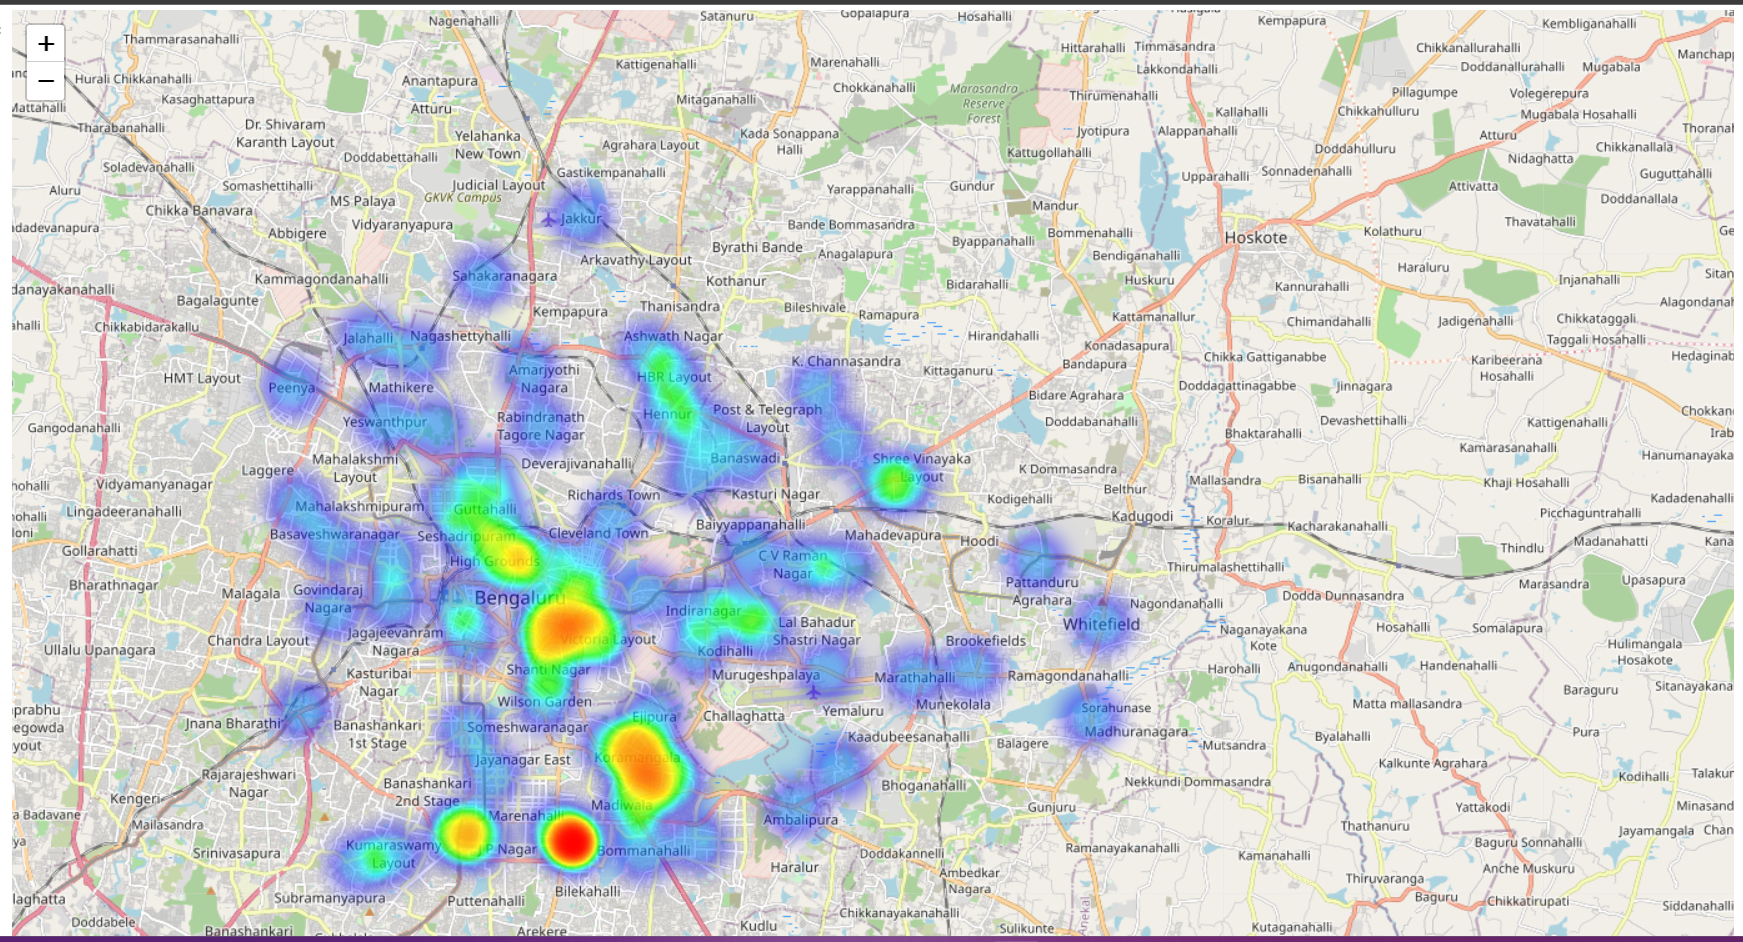 Nagenahalli
Satanuru
Gopalapura
Hosahalli
Kempapura
Kembliganahalli
Thammarasanahalli
+
−
Hittarahalli
Timmasandra
Chikkanallurahalli
Manchap
Kattigenahalli
Marenahalli
Lakkondahalli
Doddanallurahalli
Mugabala
Hurali Chikkanahalli
Anantapura
Chokkanahalli
Marasandra
Reserve
Forest
Thirumenahalli
Pillagumpe
Volegerepura
Kasaghattapura
Mattahalli
Atturu
Mitaganahalli
Kallahalli
Chikkahulluru
Mugabala Hosahalli
Tharabanahalli
Dr. Shivaram
Karanth Layout
Yelahanka
New Town
Kada Sonappana
Halli
Jyotipura
Alappanahalli
Atturu
Thoranah
Agrahara Layout
Kattugollahalli
Doddahulluru
Nidaghatta
Chikkanallala
Doddabettahalli
Soladevanahalli
Gastikempanahalli
Upparahalli
Sonnadenahalli
Guguttahalli
Aluru
Somashettihalli
Judicial Layout
GKVK Campus
Yarappanahalli
Gundur
Attivatta
Doddanallala
MS Palaya
Chikka Banavara
Mandur
Jakkur
Vidyaranyapura
Bande Bommasandra
Thavatahalli
adadevanapura
Abbigere
Bommenahalli
Kolathuru
Hoskote
Byrathi Bande
Byappanahalli
Arkavathy Layout
Anagalapura
Bendiganahalli
Haraluru
Sahakaranagara
Kammagondanahalli
Kothanur
Bidarahalli
Huskuru
Kannurahalli
Injanahalli
danayakanahalli
Bagalagunte
Thanisandra
Bileshivale
Ramapura
Kattamanallur
Alagondanah
Kempapura
Chimandahalli
Jadigenahalli
Chikkataggali
Chikkabidarakallu
Jalahalli
Nagashettyhalli
Ashwath Nagar
Hirandahalli
Konadasapura
Taggali Hosahalli
K. Channasandra
Bandapura
Chikka Gattiganabbe
Karibeerana
Hosahalli
Hedaginab
HMT Layout
Peenya
Mathikere
Amarjyothi
Nagara
HBR Layout
Kittaganuru
Doddagattinagabbe
Jinnagara
Bidare Agrahara
Gangodanahalli
Yeswanthpur
Rabindranath
Tagore Nagar
Hennur
Post & Telegraph
Layout
Doddabanahalli
Devashettihalli
Kattigenahalli
Chokkan
Bhaktarahalli
Irab
Kamarasanahalli
Laggere
Mahalakshmi
Layout
Deverajivanahalli
Banaswadi
Shree Vinayaka
Layout
K Dommasandra
Hanumanayaka
Vidyamanyanagar
Richards Town
Kasturi Nagar
Kodigehalli
Belthur
Mallasandra
Bisanahalli
Khaji Hosahalli
Kadadenahalli
Lingadeeranahalli
Mahalakshmipuram
Guttahalli
Baiyyappanahalli
Kadugodi
Koralur
Kacharakanahalli
Picchaguntrahalli
Basaveshwaranagar
Seshadripuram
Cleveland Town
Mahadevapura
Hoodi
Thindlu
Madanahatti
Kana
Gollarahatti
High Grounds
C V Raman
Nagar
Thirumalashettihalli
Bharathnagar
Malagala
Govindaraj
Nagara
Bengaluru
Pattanduru
Agrahara
Nagondanahalli
Dodda Dunnasandra
Marasandra
Upasapura
Indiranagar
Whitefield
Chandra Layout
Jagajeevanram
Nagara
Victoria Layout
Lal Bahadur
Shastri Nagar
Brookefields
Naganayakana
Kote
Hosahalli
Somalapura
Hulimangala
Hosakote
Ullalu Upanagara
Kodihalli
Kasturibai
Nagar
Shanti Nagar
Murugeshpalaya
Marathahalli
Ramagondanahalli
Harohalli
Anugondanahalli
Handenahalli
Baraguru
Sitanayakana
Wilson Garden
Munekolala
Sorahunase
Madhuranagara
Matta mallasandra
Jnana Bharathi
Banashankari
1st Stage
Someshwaranagar
Ejipura
Challaghatta
Yemaluru
Kaadubeesanahalli
Balagere
Mutsandra
Byalahalli
Pura
Rajarajeshwari
Nagar
Jayanagar East
Koramangala
Bhoganahalli
Nekkundi Dommasandra
Kalkunte Agrahara
Kodihalli
Talakur
Kengeri
Banashankari
2nd Stage
Madiwala
Ambalipura
Gunjuru
Yattakodi
Minasand
a Badavane
Mailasandra
Marenahalli
Thathanuru
Jayamangala
Chan
Srinivasapura
Kumaraswamy
Layout
J P Nagar
Bommanahalli
Doddakannelli
Ramanayakanahalli
Kamanahalli
Baguru Sonnahalli
Haralur
Anche Muskuru
Subramanyapura
Bilekahalli
Ambedkar
Nagara
Thiruvaranga
Baguru
Chikkatirupati
laghatta
Puttenahalli
Chikkanayakanahalli
Siddanahalli
Doddabele
Banashankari
Arekere
Kudlu
Sulikunte
Anekal
Kutaganahalli